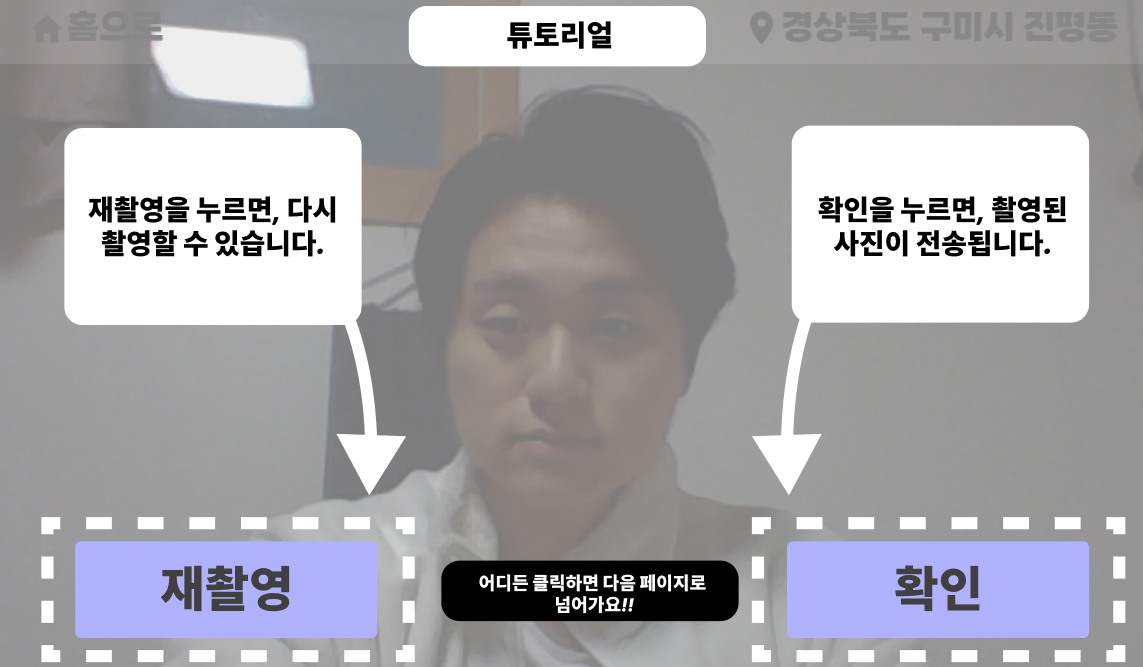 홈으로
튜토리얼
경상북도 구미시 진평동
재촬영을 누르면, 다시
촬영할 수 있습니다.
확인을 누르면, 촬영된
사진이 전송됩니다.
재촬영
어디든 클릭하면 다음 페이지로
넘어가요!!
확인